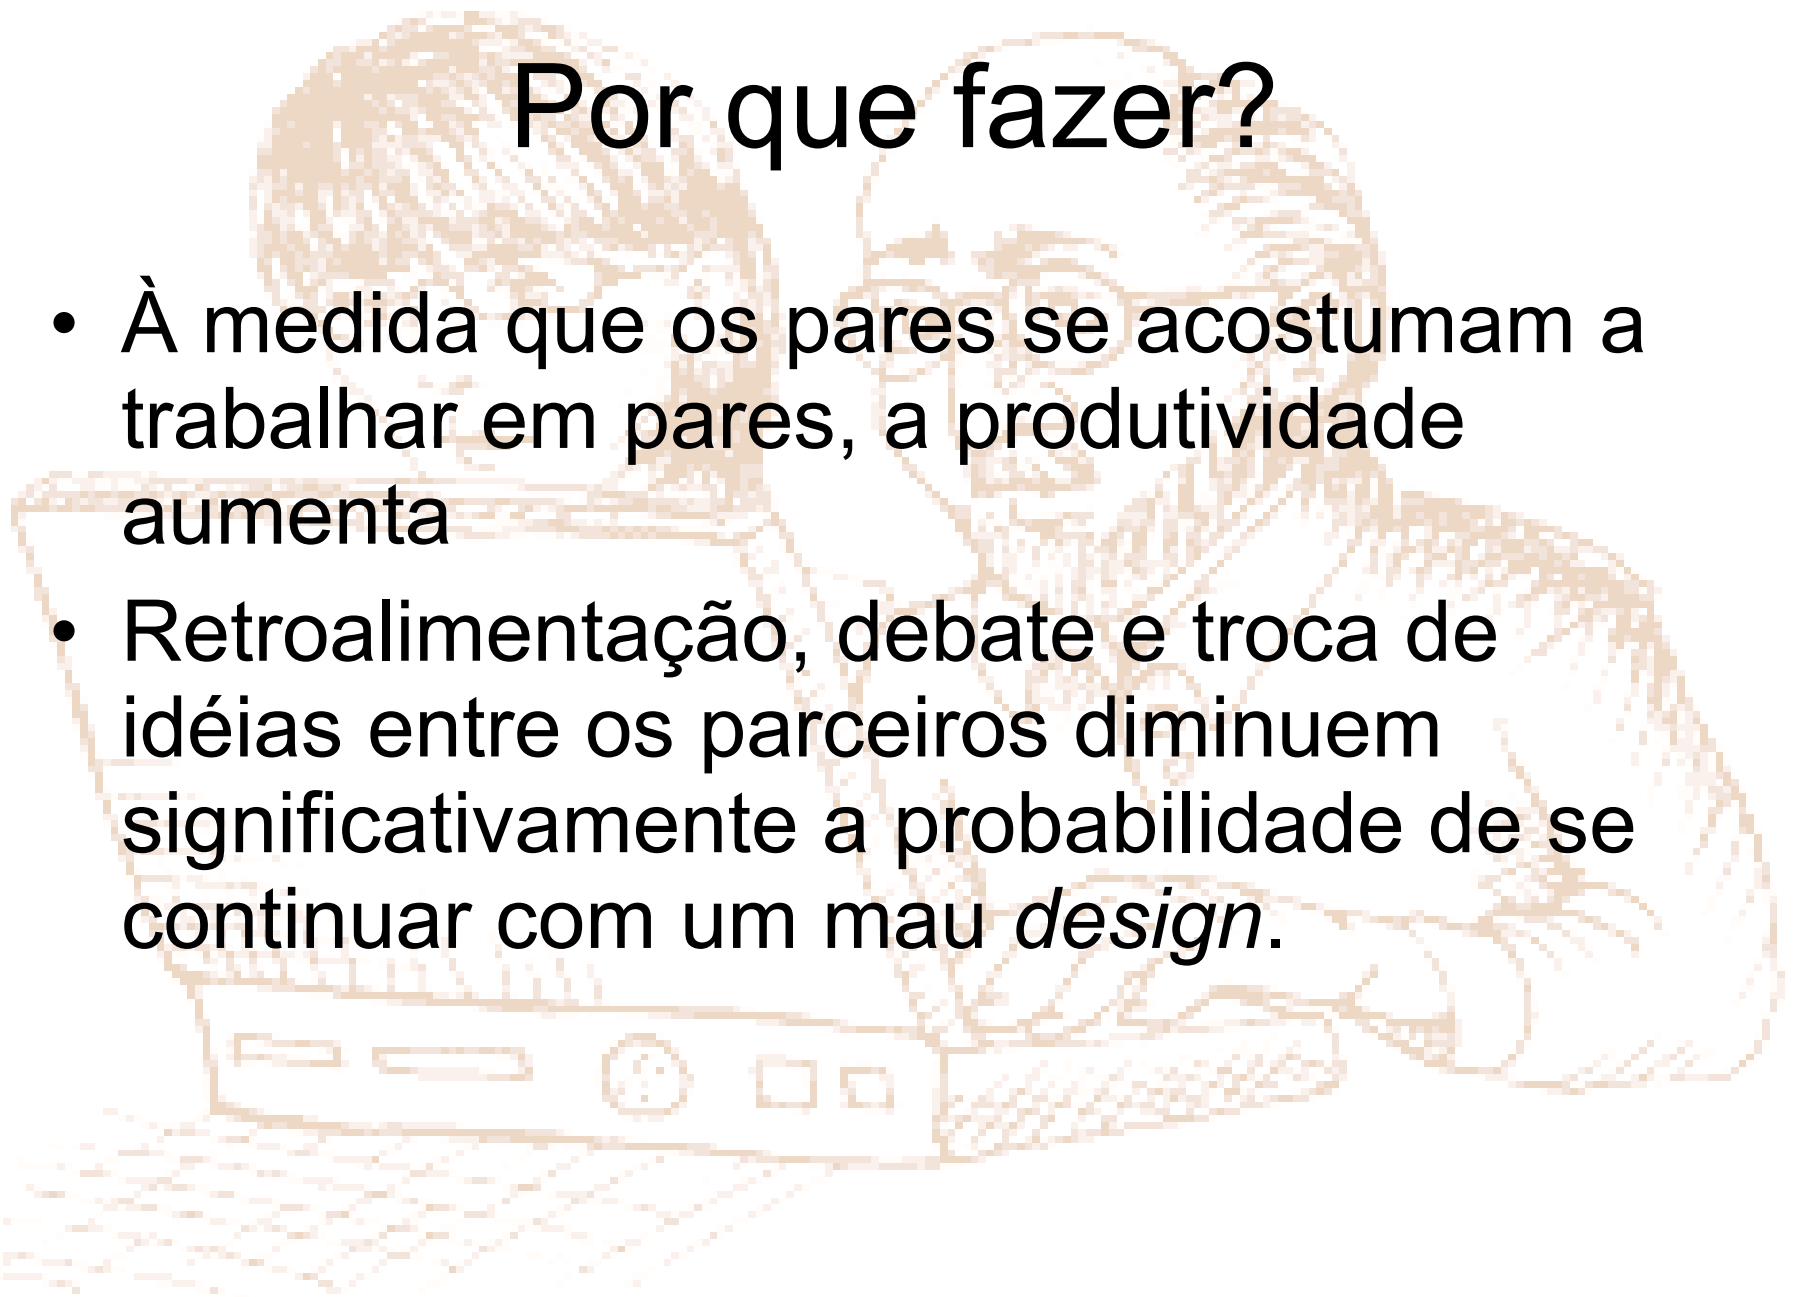 Por que fazer?
• À medida que os pares se acostumam a
trabalhar em pares, a produtividade
aumenta
• Retroalimentação, debate e troca de
idéias entre os parceiros diminuem
significativamente a probabilidade de se
continuar com um mau design.